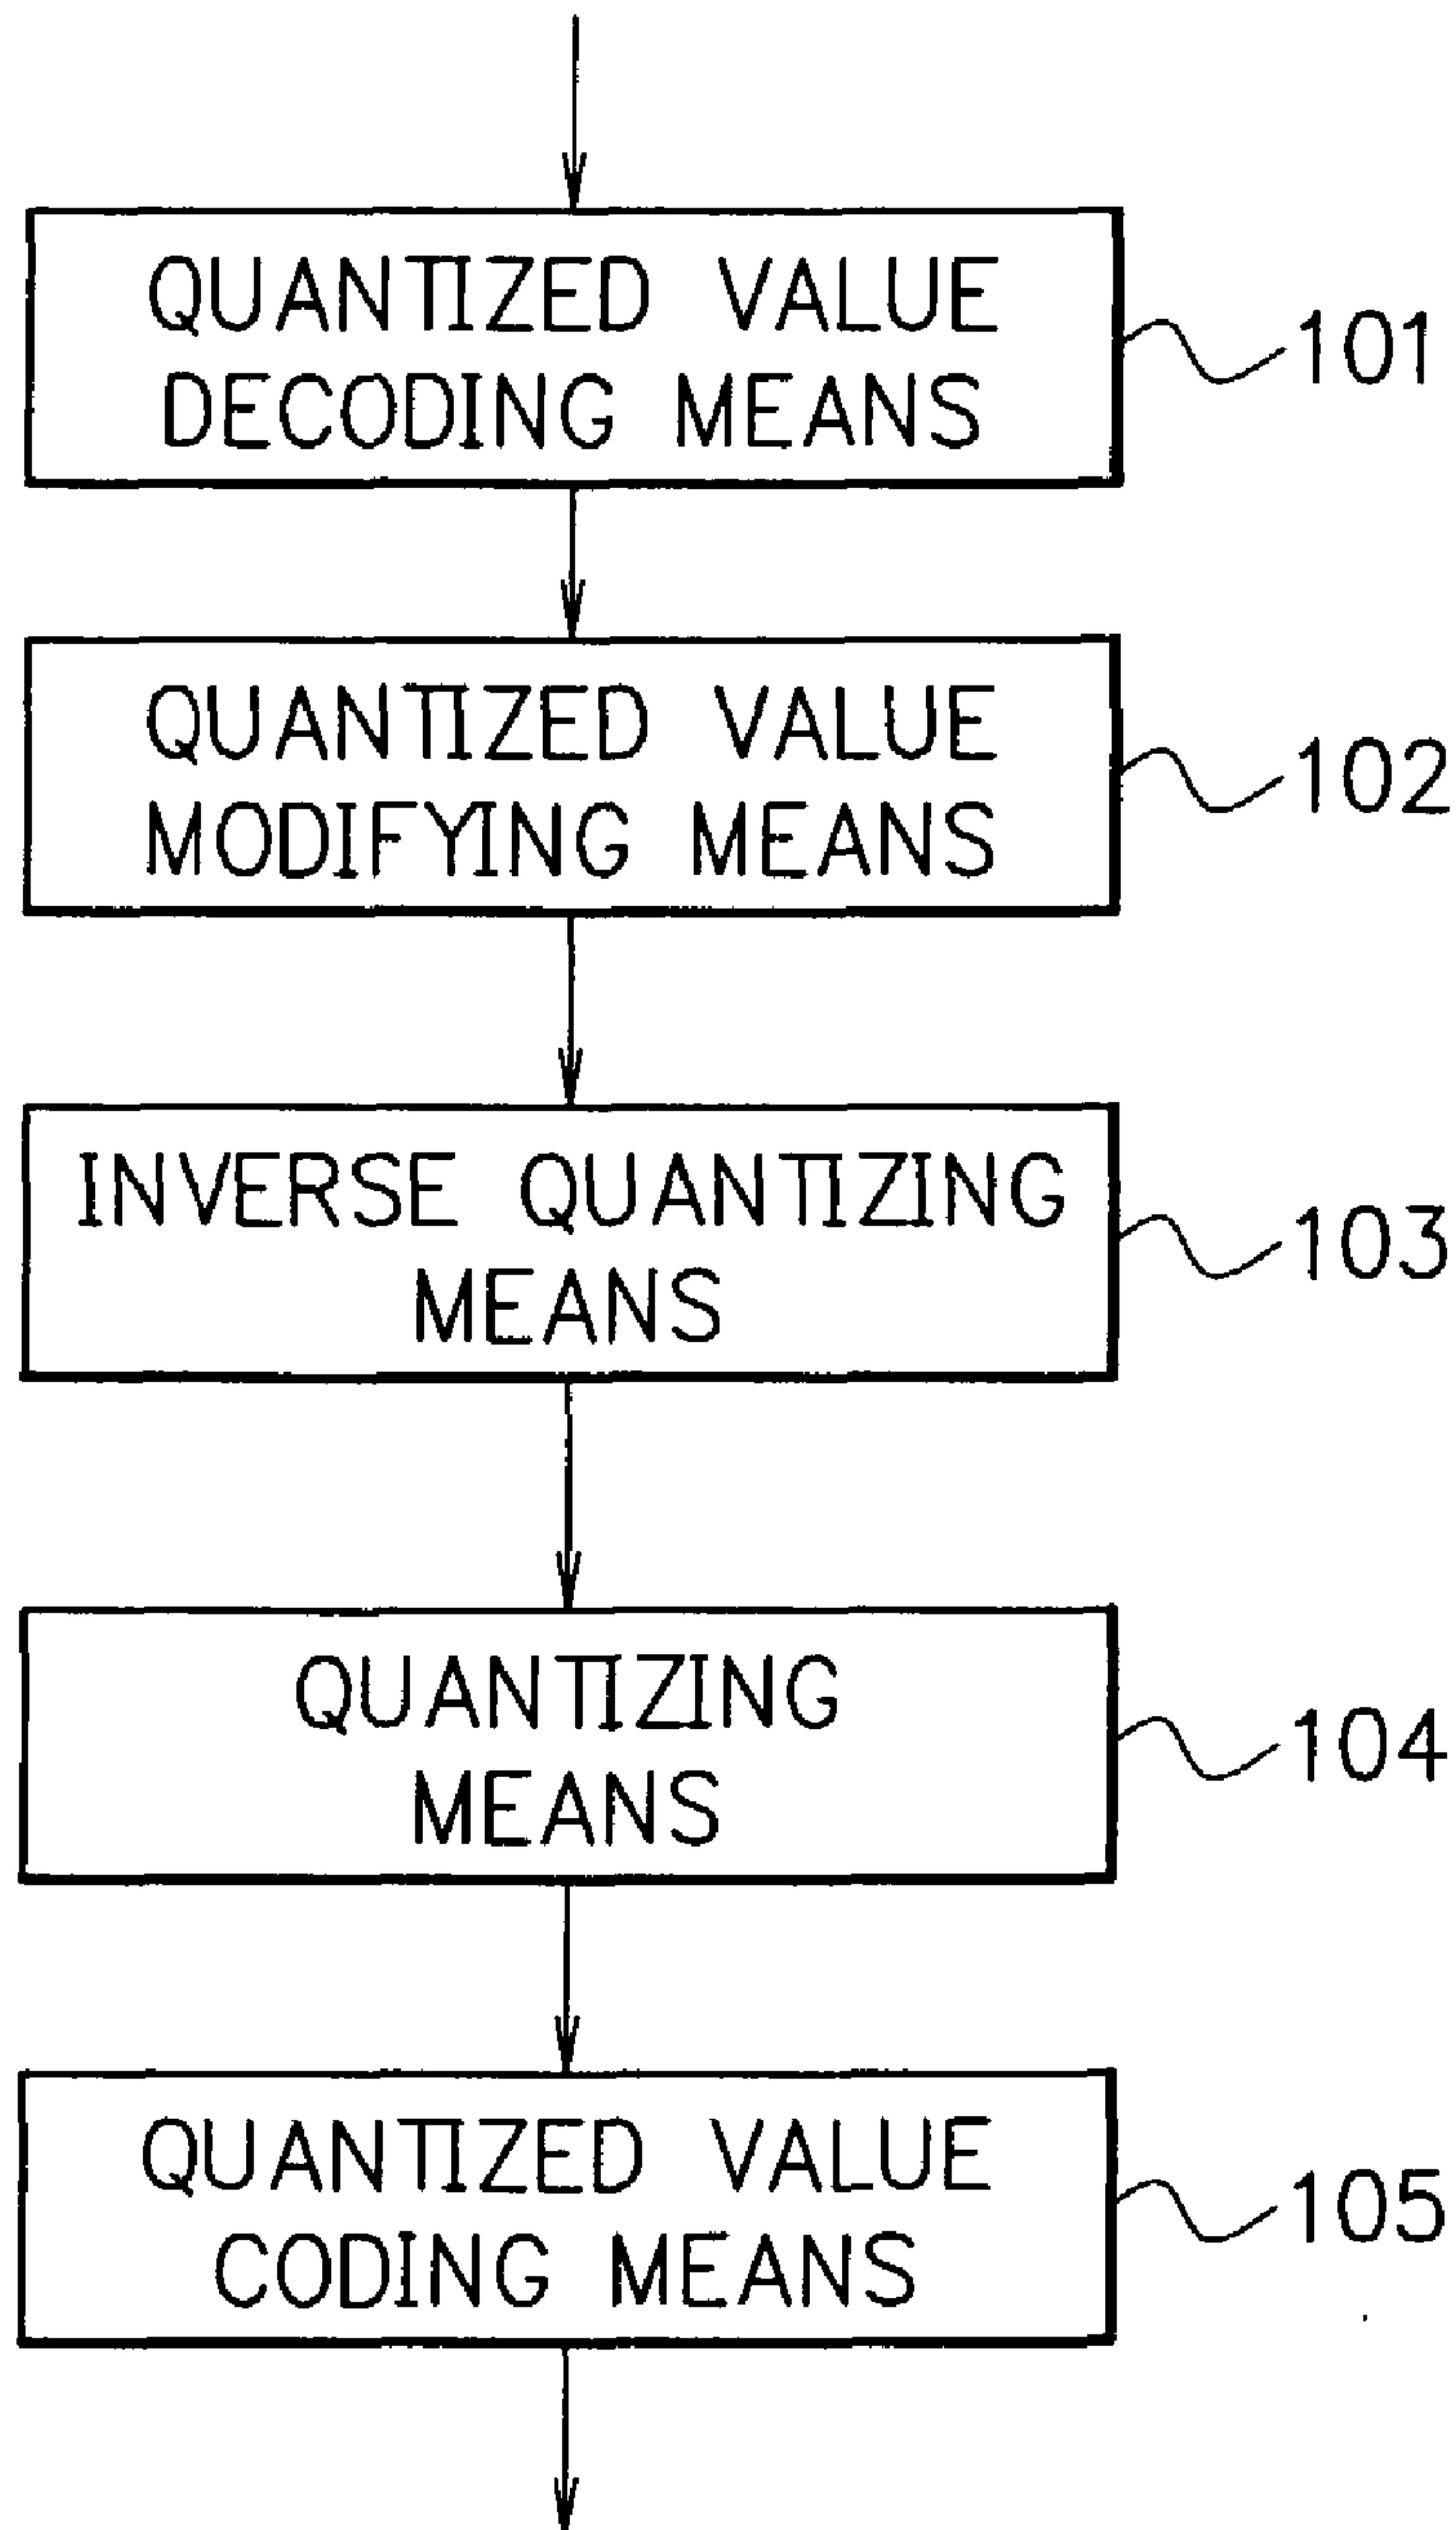 QUANTIZED VALUE
DECODING MEANS
101
QUANTIZED VALUE
MODIFYING MEANS
102
INVERSE QUANTIZING
MEANS
103
QUANTIZING
MEANS
104
QUANTIZED VALUE
CODING MEANS
105